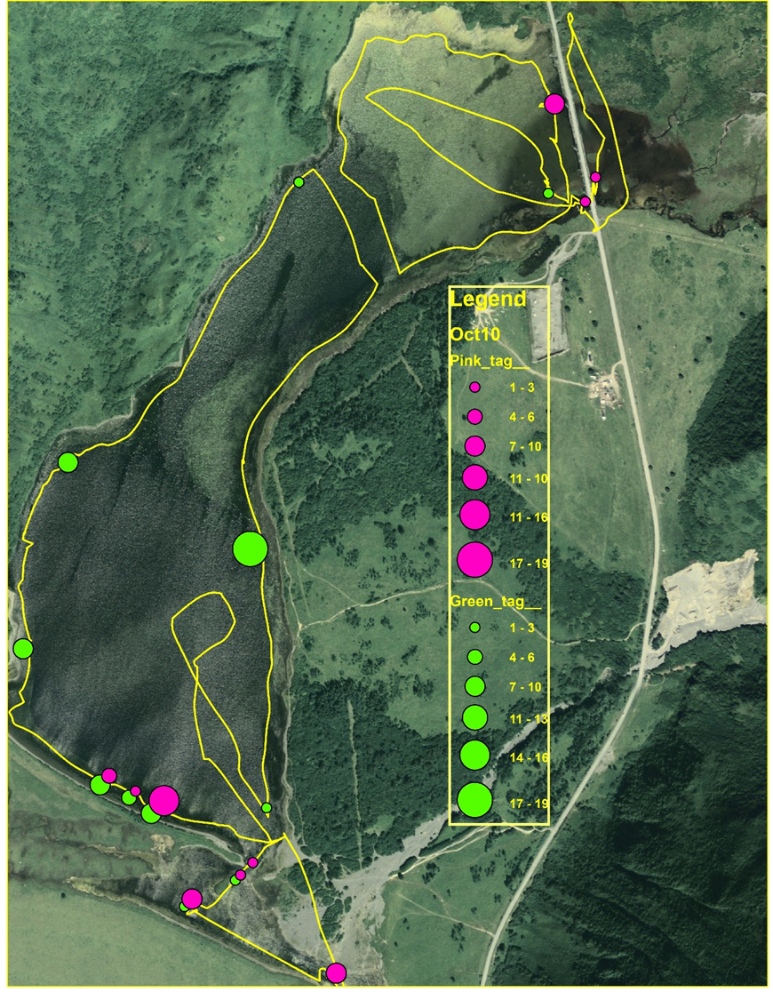 Legend
Oct10
Pink_tag__
1 - 3
4 - 6
7 - 10
11 - 10
11 - 16
17 - 19
Green_tag__
1 - 3
4 - 6
7 - 10
11 - 13
14 - 16
17 - 19